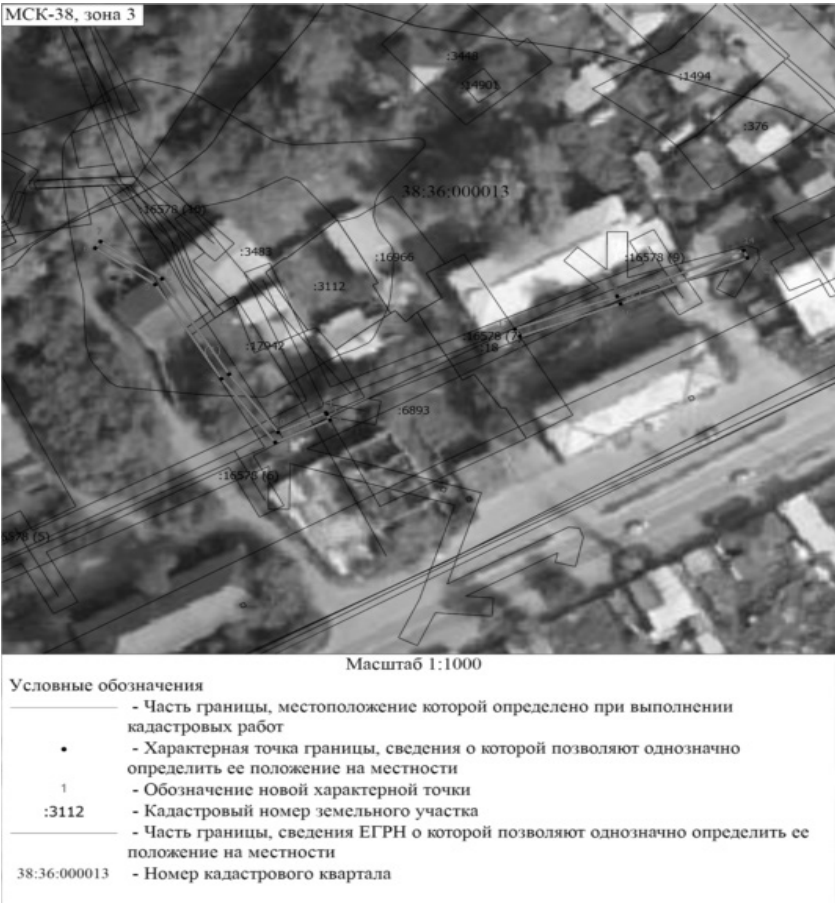 МСК-38, зона 3
:3448
:14901
:1494
:376
38:36:000013
:16578 (10)
:3483
:16966
:16578 (9)
:3112
:17942
:16578 (7)
:18
:6893
:16578 (6)
Масштаб 1:1000
Условные обозначения
- Часть границы, местоположение которой определено при выполнении
кадастровых работ
- Характерная точка границы, сведения о которой позволяют однозначно
определить ее положение на местности
1 - Обозначение новой характерной точки
:3112 - Кадастровый номер земельного участка
- Часть границы, сведения ЕГРН о которой позволяют однозначно определить ее
положение на местности
38:36:000013 - Номер кадастрового квартала